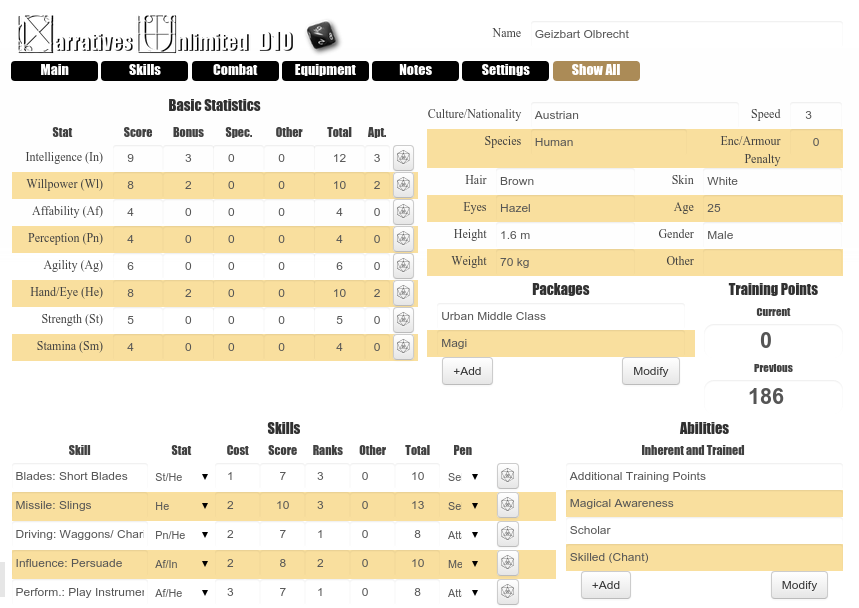 Narratives Unlimited D10
Name Geizbart Olbrecht
Main Skills Combat Equipment Notes Settings Show All
Basic Statistics
Stat Score Bonus Spec. Other Total Apt.
Intelligence (In) 9 3 0 0 12 3
Willpower (Wl) 8 2 0 0 10 2
Affability (Af) 4 0 0 0 4 0
Perception (Pn) 4 0 0 0 4 0
Agility (Ag) 6 0 0 0 6 0
Hand/Eye (He) 8 2 0 0 10 2
Strength (St) 5 0 0 0 5 0
Stamina (Sm) 4 0 0 0 4 0
Culture/Nationality Austrian Speed 3
Species Human Enc/Armour Penalty 0
Hair Brown Skin White
Eyes Hazel Age 25
Height 1.6 m Gender Male
Weight 70 kg Other
Packages
Urban Middle Class
Magi
+Add Modify
Training Points
Current
0
Previous
186
Skills
Skill Stat Cost Score Ranks Other Total Pen
Blades: Short Blades St/He 1 7 3 0 10 Se
Missile: Slings He 2 10 3 0 13 Se
Driving: Waggons/ Char Pn/He 2 7 1 0 8 Att
Influence: Persuade Af/In 2 8 2 0 10 Me
Perform.: Play Instrumer Af/He 3 7 1 0 8 Att
Abilities
Inherent and Trained
Additional Training Points
Magical Awareness
Scholar
Skilled (Chant)
+Add Modify